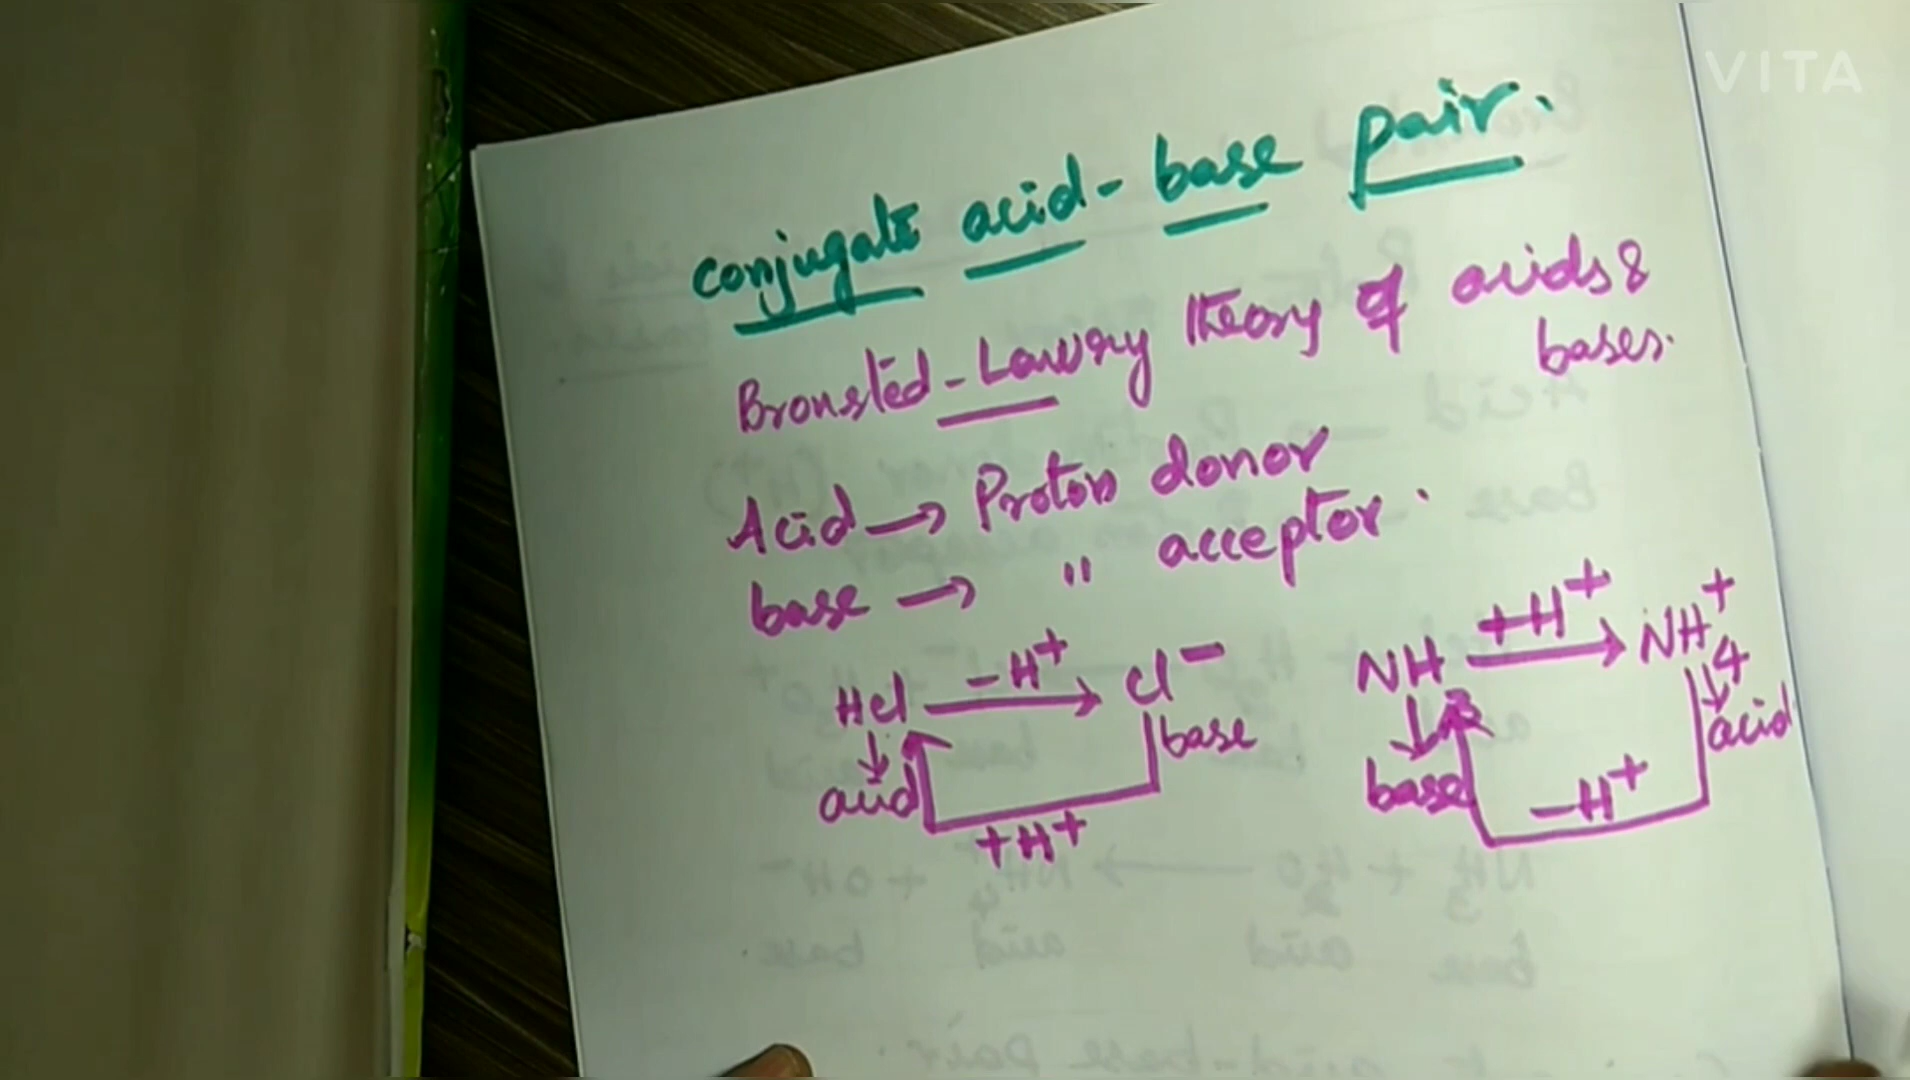 VITA
conjugate acid-base pair.
Bronsted-Lowry theory of acids &
bases.
Acid → Proton donor
base → " acceptor.
HCl -H+ → Cl− NH +H+ → NH4+
acid base base acid
+H+ -H+